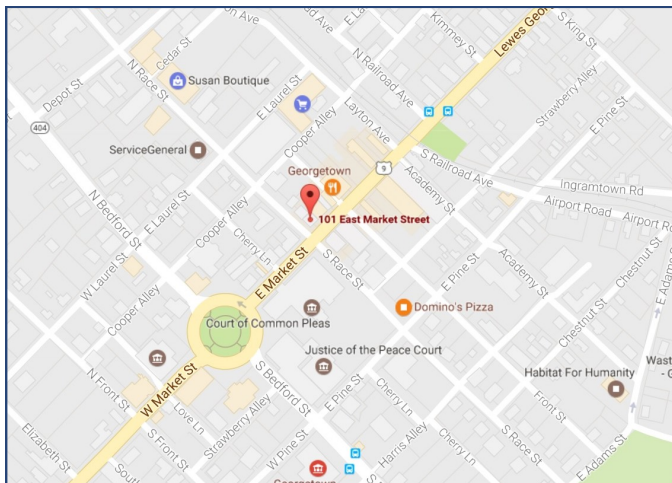 Lewes Geor
S King St
Kimmey St
N Railroad Ave
Cedar St
Susan Boutique
E Laurel St
N Race St
Depot St
Strawberry Alley
E Pine St
Layton Ave
Cooper Alley
404
ServiceGeneral
Georgetown
9
S Railroad Ave
Academy St
Ingramtown Rd
Airport Road
Airport Ro
101 East Market Street
N Bedford St
E Laurel St
Cooper Alley
Cherry Ln
E Market St
S Race St
E Pine St
Academy St
Chestnut St
W Laurel St
Cooper Alley
Domino's Pizza
Chestnut St
Court of Common Pleas
Justice of the Peace Court
Habitat For Humanity
Wast
- G
W Market St
S Bedford St
E Pine St
Cherry Ln
N Front St
Love Ln
Strawberry Alley
S Front St
Elizabeth St
W Pine St
S Harris Alley
Cherry Ln
S Race St
Front St
E Adams St
South